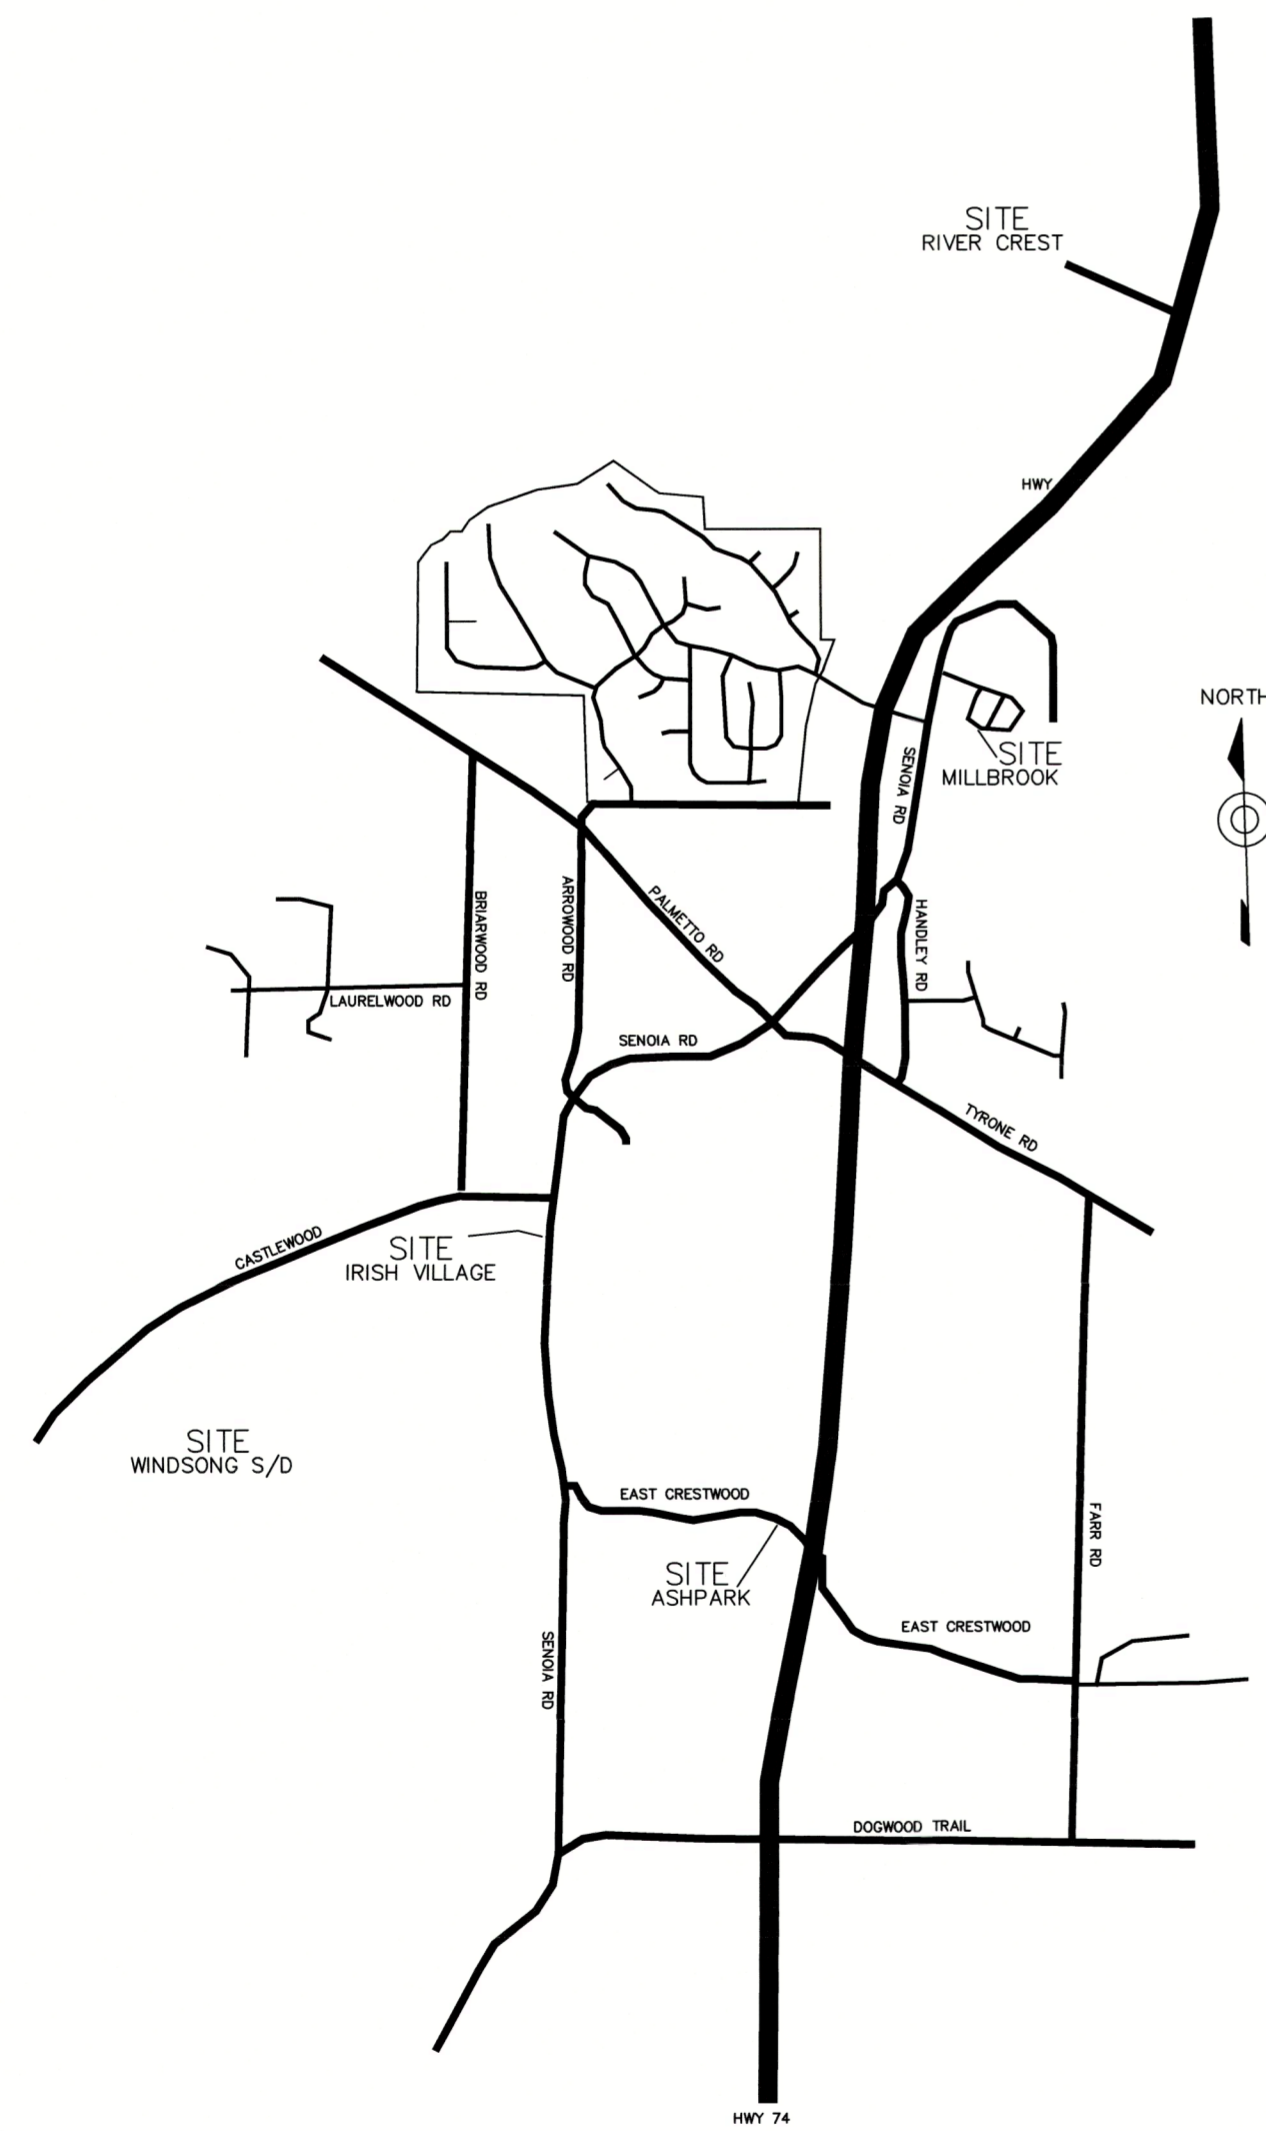 SITE
RIVER CREST
HWY
NORTH
SITE
MILLBROOK
SENOIA RD
HANDLEY RD
PALMETTO RD
ARROWOOD RD
BRIARWOOD RD
LAURELWOOD RD
SENOIA RD
TYRONE RD
CASTLEWOOD
SITE
IRISH VILLAGE
SITE
WINDSONG S/D
EAST CRESTWOOD
FARR RD
SITE
ASHPARK
EAST CRESTWOOD
SENOIA RD
DOGWOOD TRAIL
HWY 74